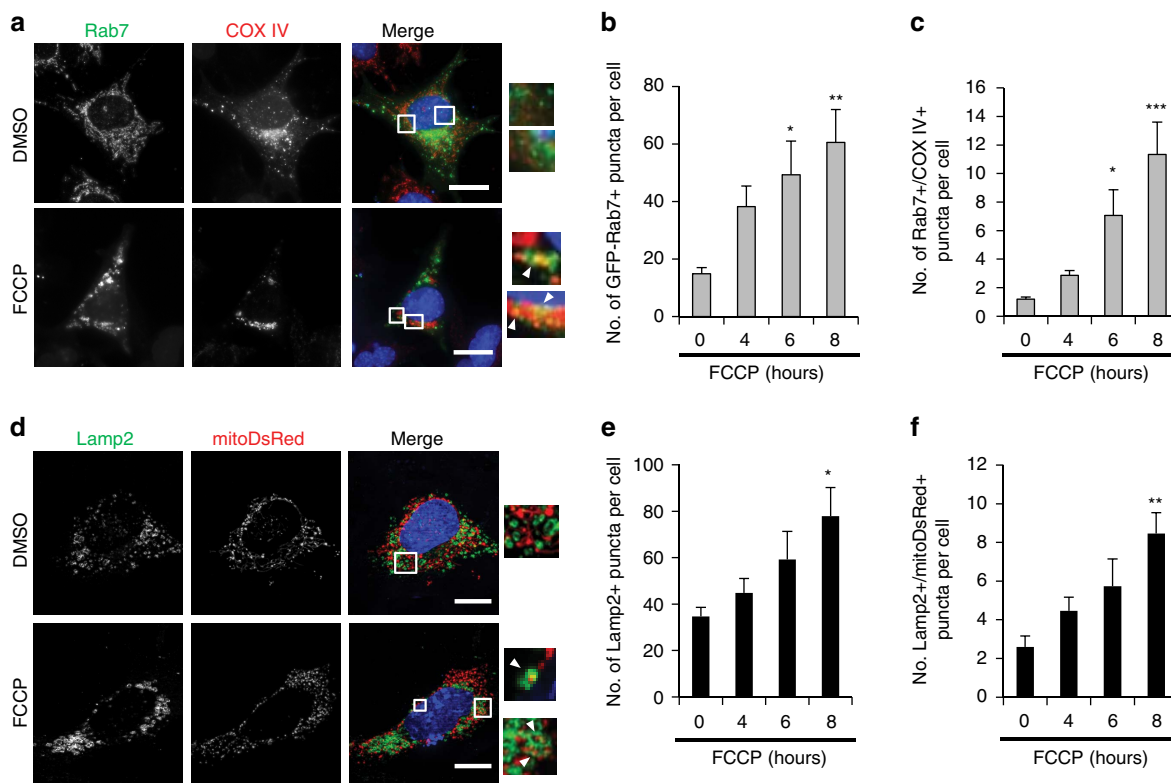 a
Rab7
COX IV
Merge
DMSO
FCCP
b
No. of GFP-Rab7+ puncta per cell
80
60
40
20
0
*
**
0 4 6 8
FCCP (hours)
c
No. of Rab7+/COX IV+
puncta per cell
16
14
12
10
8
6
4
2
0
*
***
0 4 6 8
FCCP (hours)
d
Lamp2
mitoDsRed
Merge
DMSO
FCCP
e
No. of Lamp2+ puncta per cell
100
80
60
40
20
0
*
0 4 6 8
FCCP (hours)
f
No. Lamp2+/mitoDsRed+
puncta per cell
12
10
8
6
4
2
0
**
0 4 6 8
FCCP (hours)